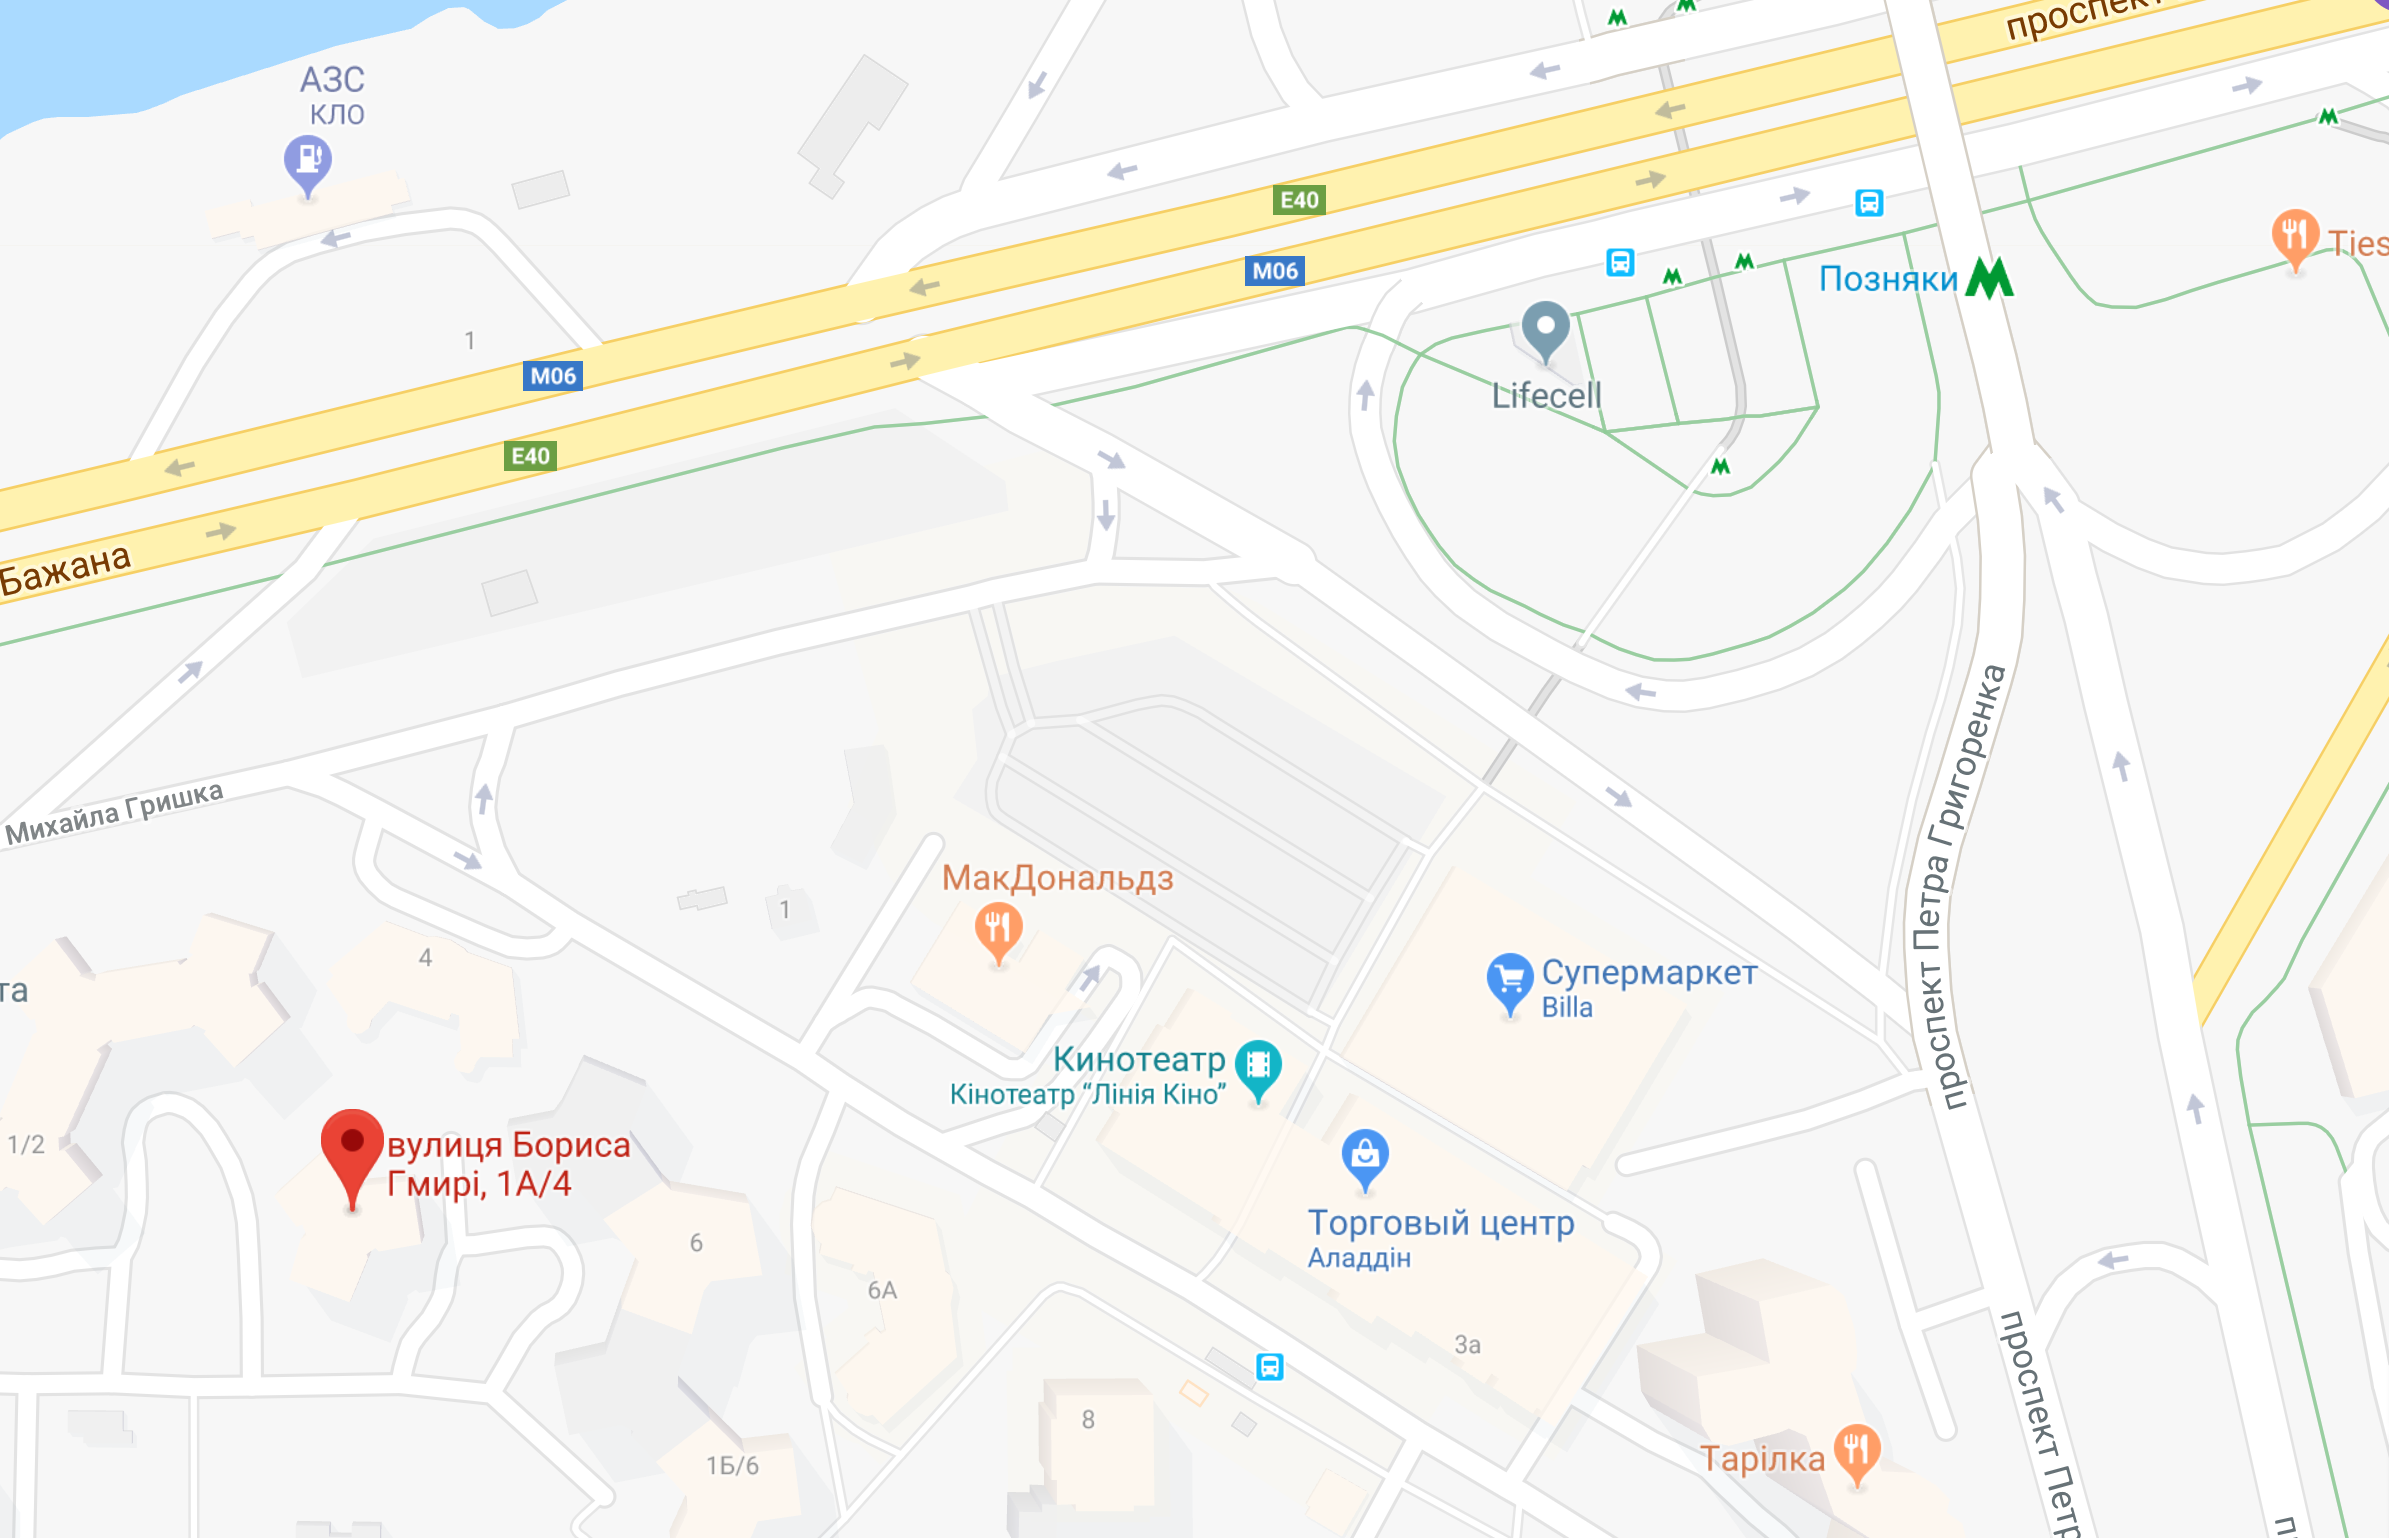 проспект
АЗС
КЛО
E40
M06
Позняки
Ties
1
M06
Lifecell
E40
Бажана
Михайла Гришка
проспект Петра Григоренка
МакДональдз
1
4
та
Супермаркет
Billa
Кинотеатр
Кінотеатр “Лінія Кіно”
1/2
вулиця Бориса
Гмирі, 1А/4
6
Торговый центр
Аладдін
6А
3а
8
1Б/6
Тарілка
проспект Петр
п